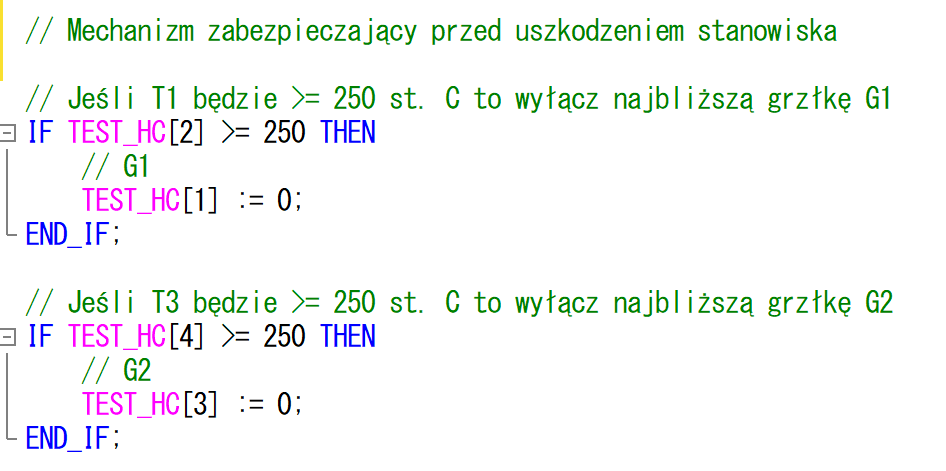 // Mechanizm zabezpieczający przed uszkodzeniem stanowiska
// Jeśli T1 będzie >= 250 st. C to wyłącz najbliższą grzłkę G1
IF TEST_HC[2] >= 250 THEN
// G1
TEST_HC[1] := 0;
END_IF;
// Jeśli T3 będzie >= 250 st. C to wyłącz najbliższą grzłkę G2
IF TEST_HC[4] >= 250 THEN
// G2
TEST_HC[3] := 0;
END_IF;